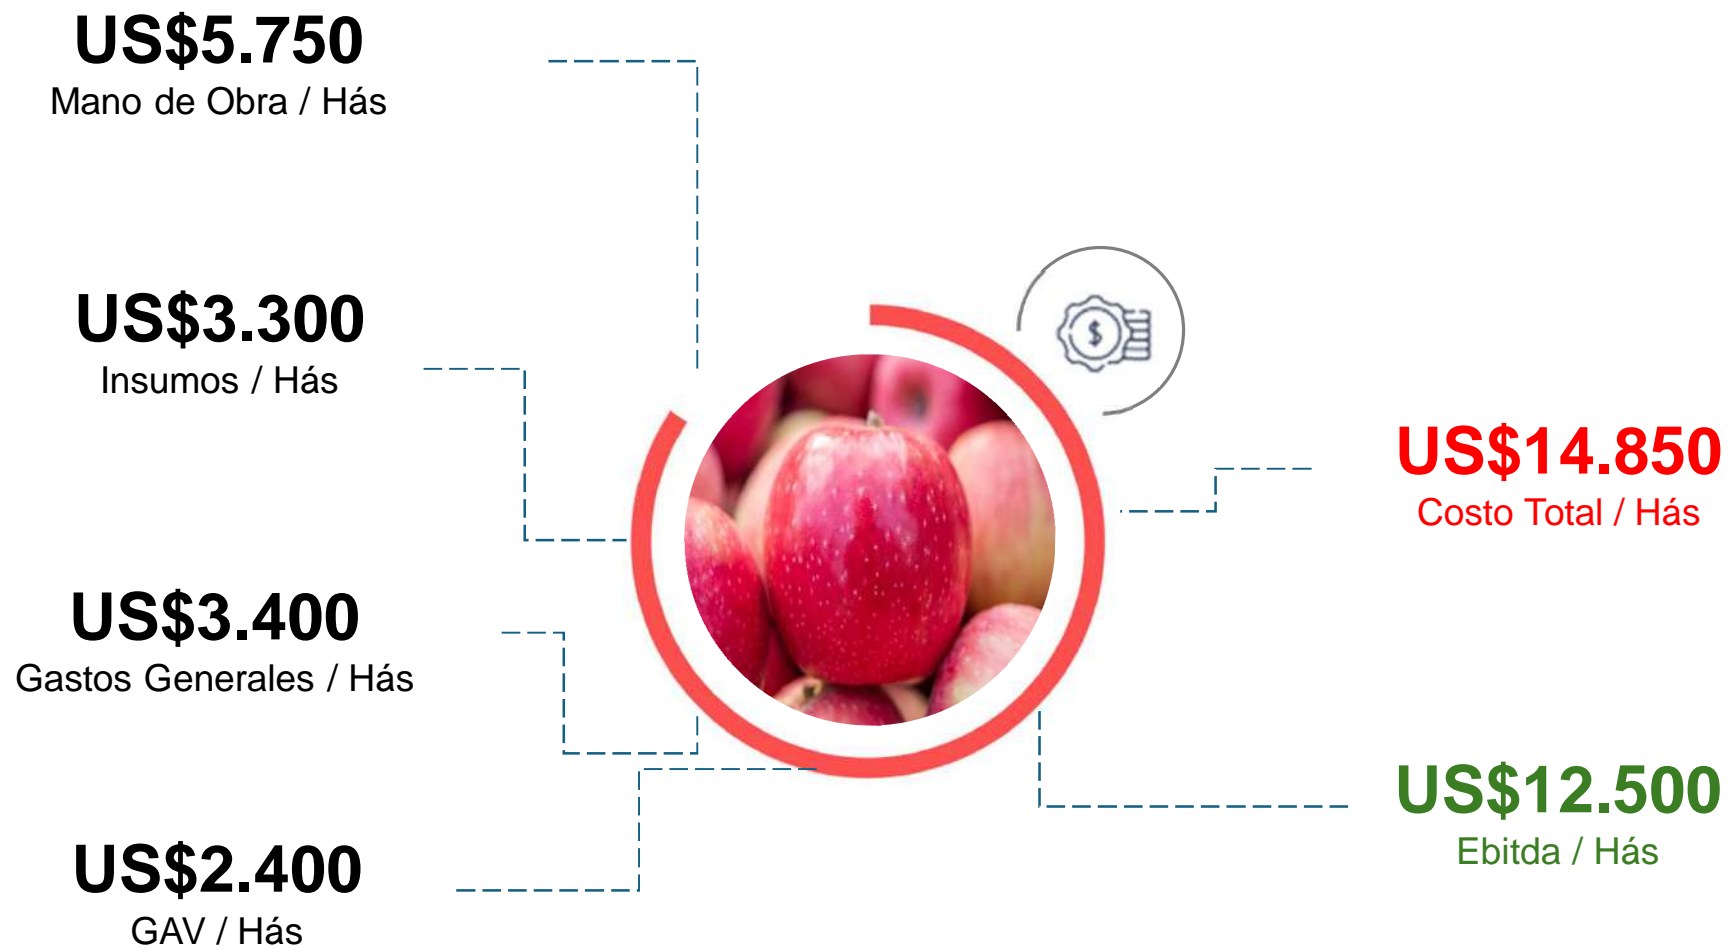 US$5.750
Mano de Obra / Hás
US$3.300
Insumos / Hás
US$3.400
Gastos Generales / Hás
US$2.400
GAV / Hás
$
US$14.850
Costo Total / Hás
US$12.500
Ebitda / Hás